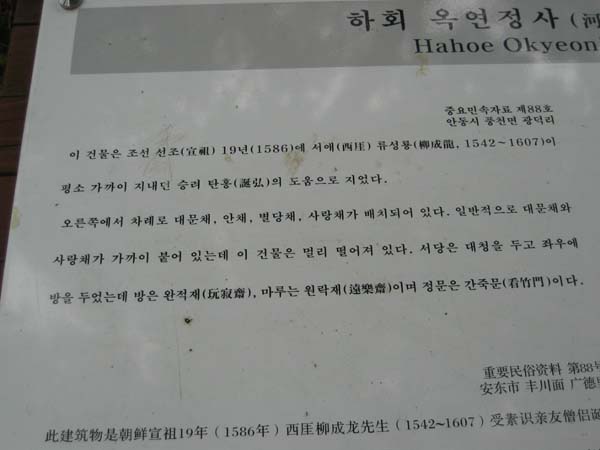 하회 옥연정사 (河
Hahoe Okyeon
중요민속자료 제88호
안동시 풍천면 광덕리
이 건물은 조선 선조(宣祖) 19년(1586)에 서애(西厓) 류성룡(柳成龍, 1542~1607)이
평소 가까이 지내던 승려 탄홍(誕弘)의 도움으로 지었다.
오른쪽에서 차례로 대문채, 안채, 별당채, 사랑채가 배치되어 있다. 일반적으로 대문채와
사랑채가 가까이 붙어 있는데 이 건물은 멀리 떨어져 있다. 서당은 대청을 두고 좌우에
방을 두었는데 방은 완적재(玩寂齋), 마루는 원락재(遠樂齋)이며 정문은 간죽문(看竹門)이다.
重要民俗资料 第88号
安东市 丰川面 广德里
此建筑物是朝鲜宣祖19年（1586年）西厓柳成龙先生（1542~1607）受素识亲友僧侣诞